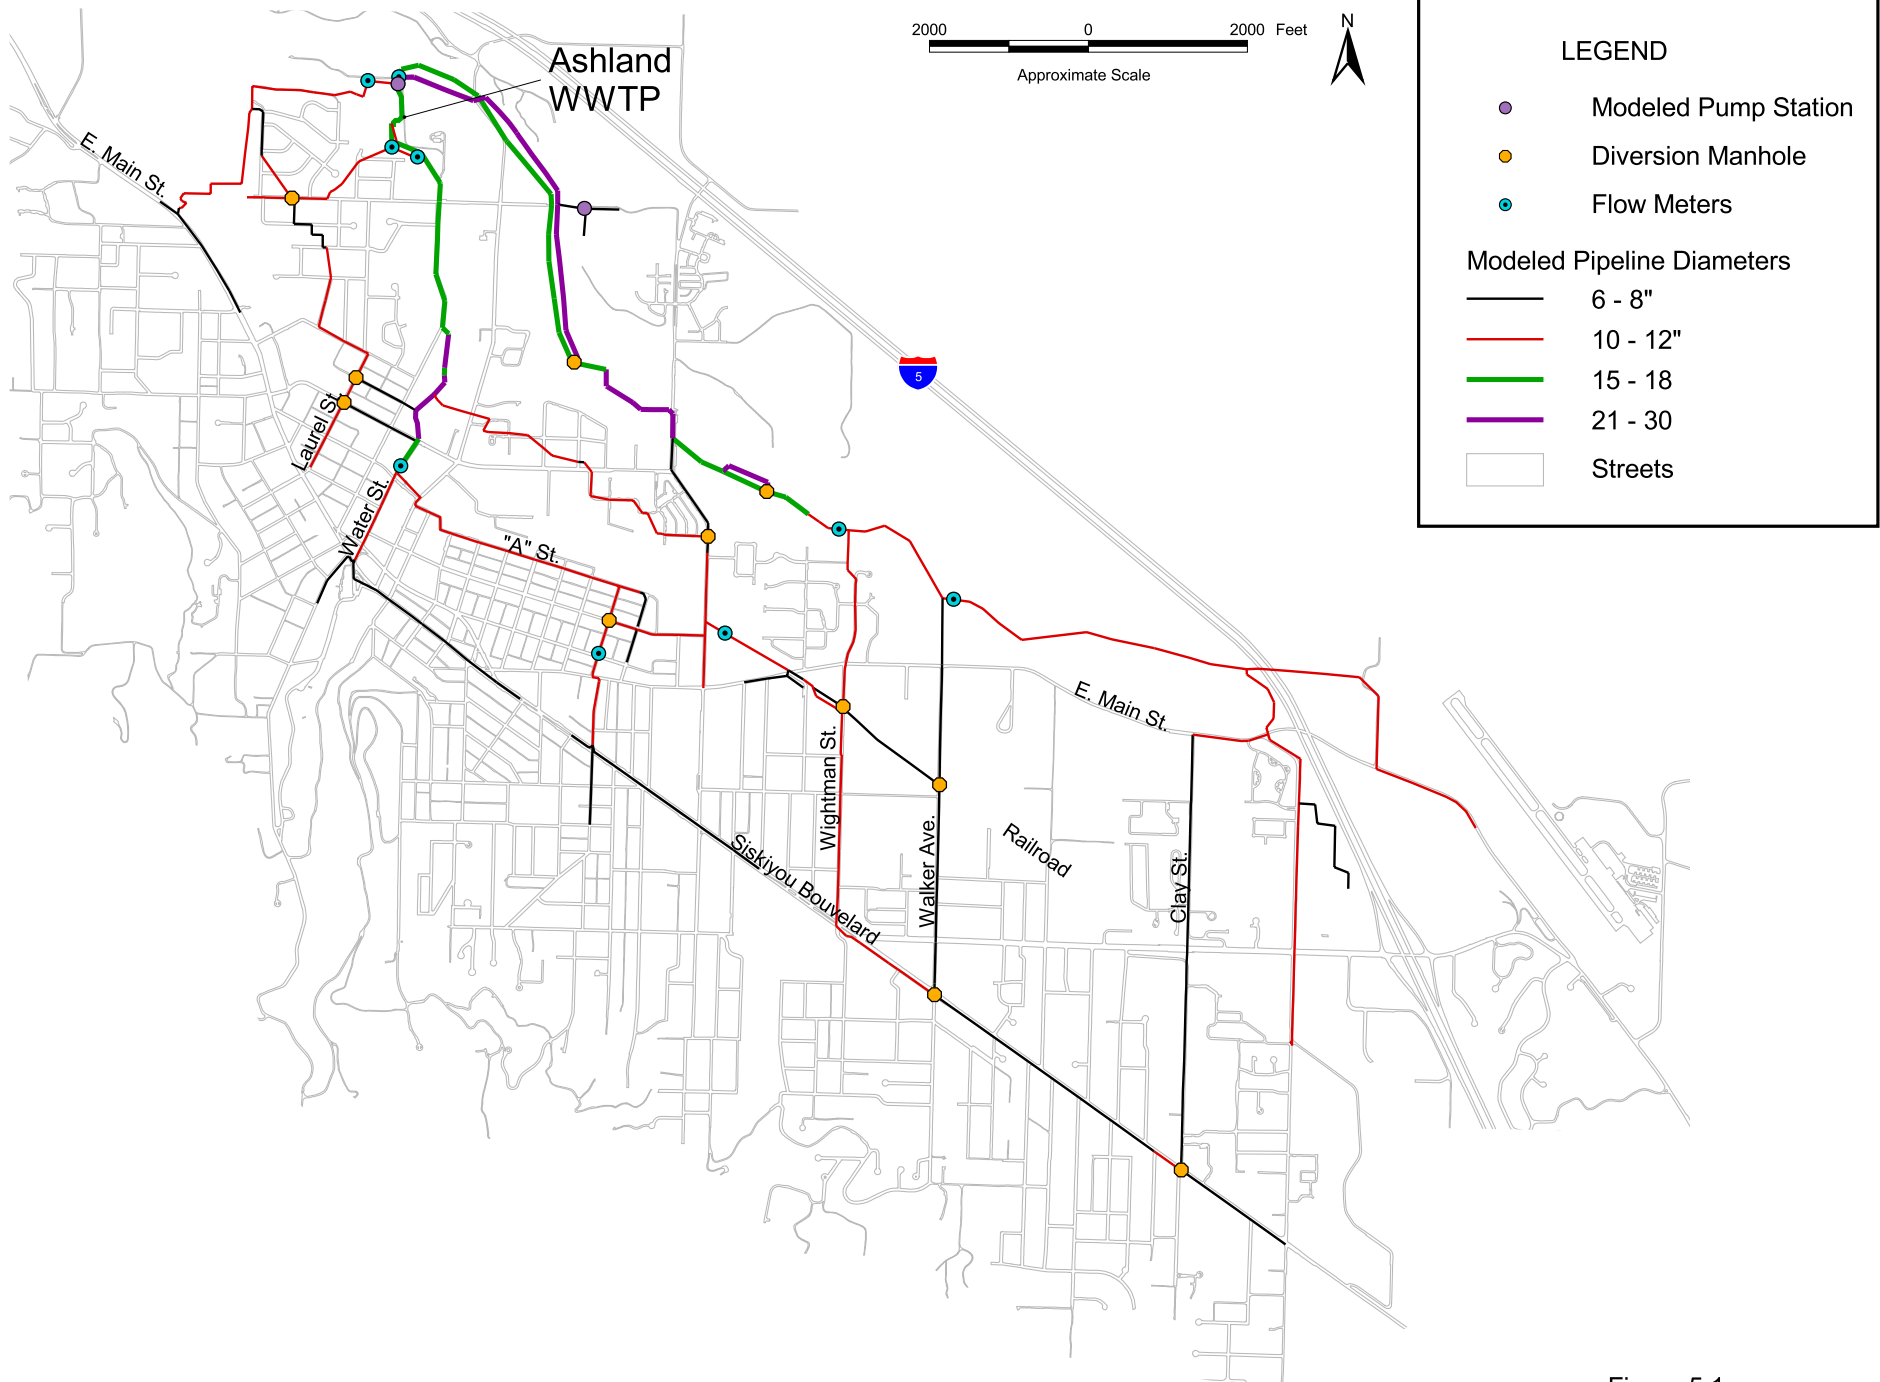 2000 0 2000 Feet
Approximate Scale
N
LEGEND
Modeled Pump Station
Diversion Manhole
Flow Meters
Modeled Pipeline Diameters
6 - 8"
10 - 12"
15 - 18
21 - 30
Streets
Ashland
WWTP
E. Main St.
5
Laurel St.
Water St.
"A" St.
E. Main St.
Wightman St.
Walker Ave.
Railroad
Clay St.
Siskiyou Bouvelard